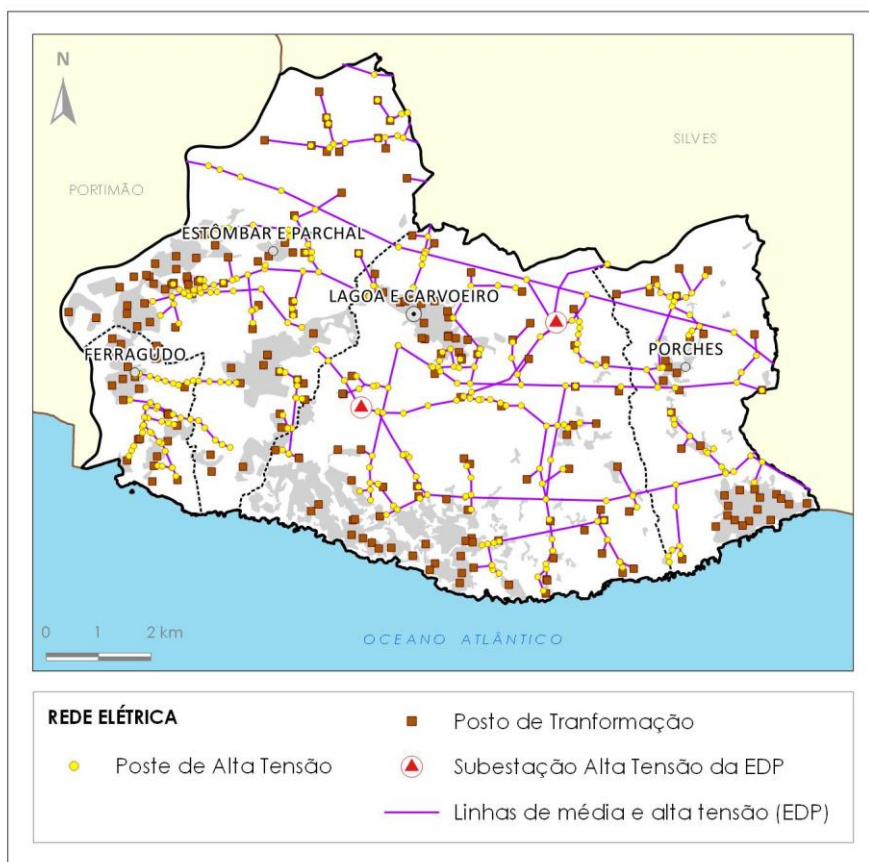 N
SILVES
PORTIMÃO
ESTÔMBAR E PARCHAL
LAGOA E CARVOEIRO
FERRAGUDO
PORCHES
0 1 2 km
OCEANO ATLÂNTICO
REDE ELÉTRICA
Posto de Tranformação
Poste de Alta Tensão
Subestação Alta Tensão da EDP
Linhas de média e alta tensão (EDP)